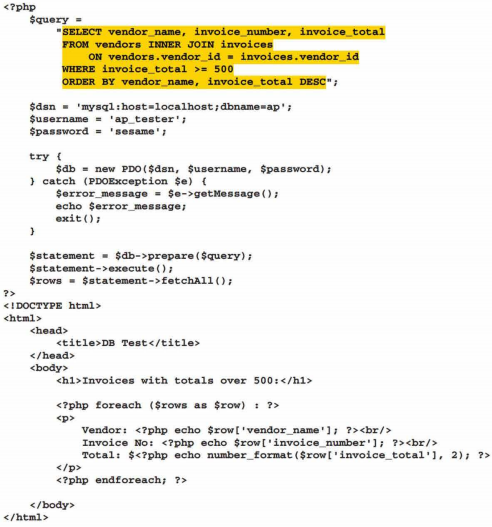 <?php
    $query =
        "SELECT vendor_name, invoice_number, invoice_total
        FROM vendors INNER JOIN invoices
            ON vendors.vendor_id = invoices.vendor_id
        WHERE invoice_total >= 500
        ORDER BY vendor_name, invoice_total DESC";

    $dsn = 'mysql:host=localhost;dbname=ap';
    $username = 'ap_tester';
    $password = 'sesame';

    try {
        $db = new PDO($dsn, $username, $password);
    } catch (PDOException $e) {
        $error_message = $e->getMessage();
        echo $error_message;
        exit();
    }

    $statement = $db->prepare($query);
    $statement->execute();
    $rows = $statement->fetchAll();
?>
<!DOCTYPE html>
<html>
    <head>
        <title>DB Test</title>
    </head>
    <body>
        <h1>Invoices with totals over 500:</h1>

        <?php foreach ($rows as $row) : ?>
        <p>
            Vendor: <?php echo $row['vendor_name']; ?><br/>
            Invoice No: <?php echo $row['invoice_number']; ?><br/>
            Total: $<?php echo number_format($row['invoice_total'], 2); ?>
        </p>
        <?php endforeach; ?>

    </body>
</html>